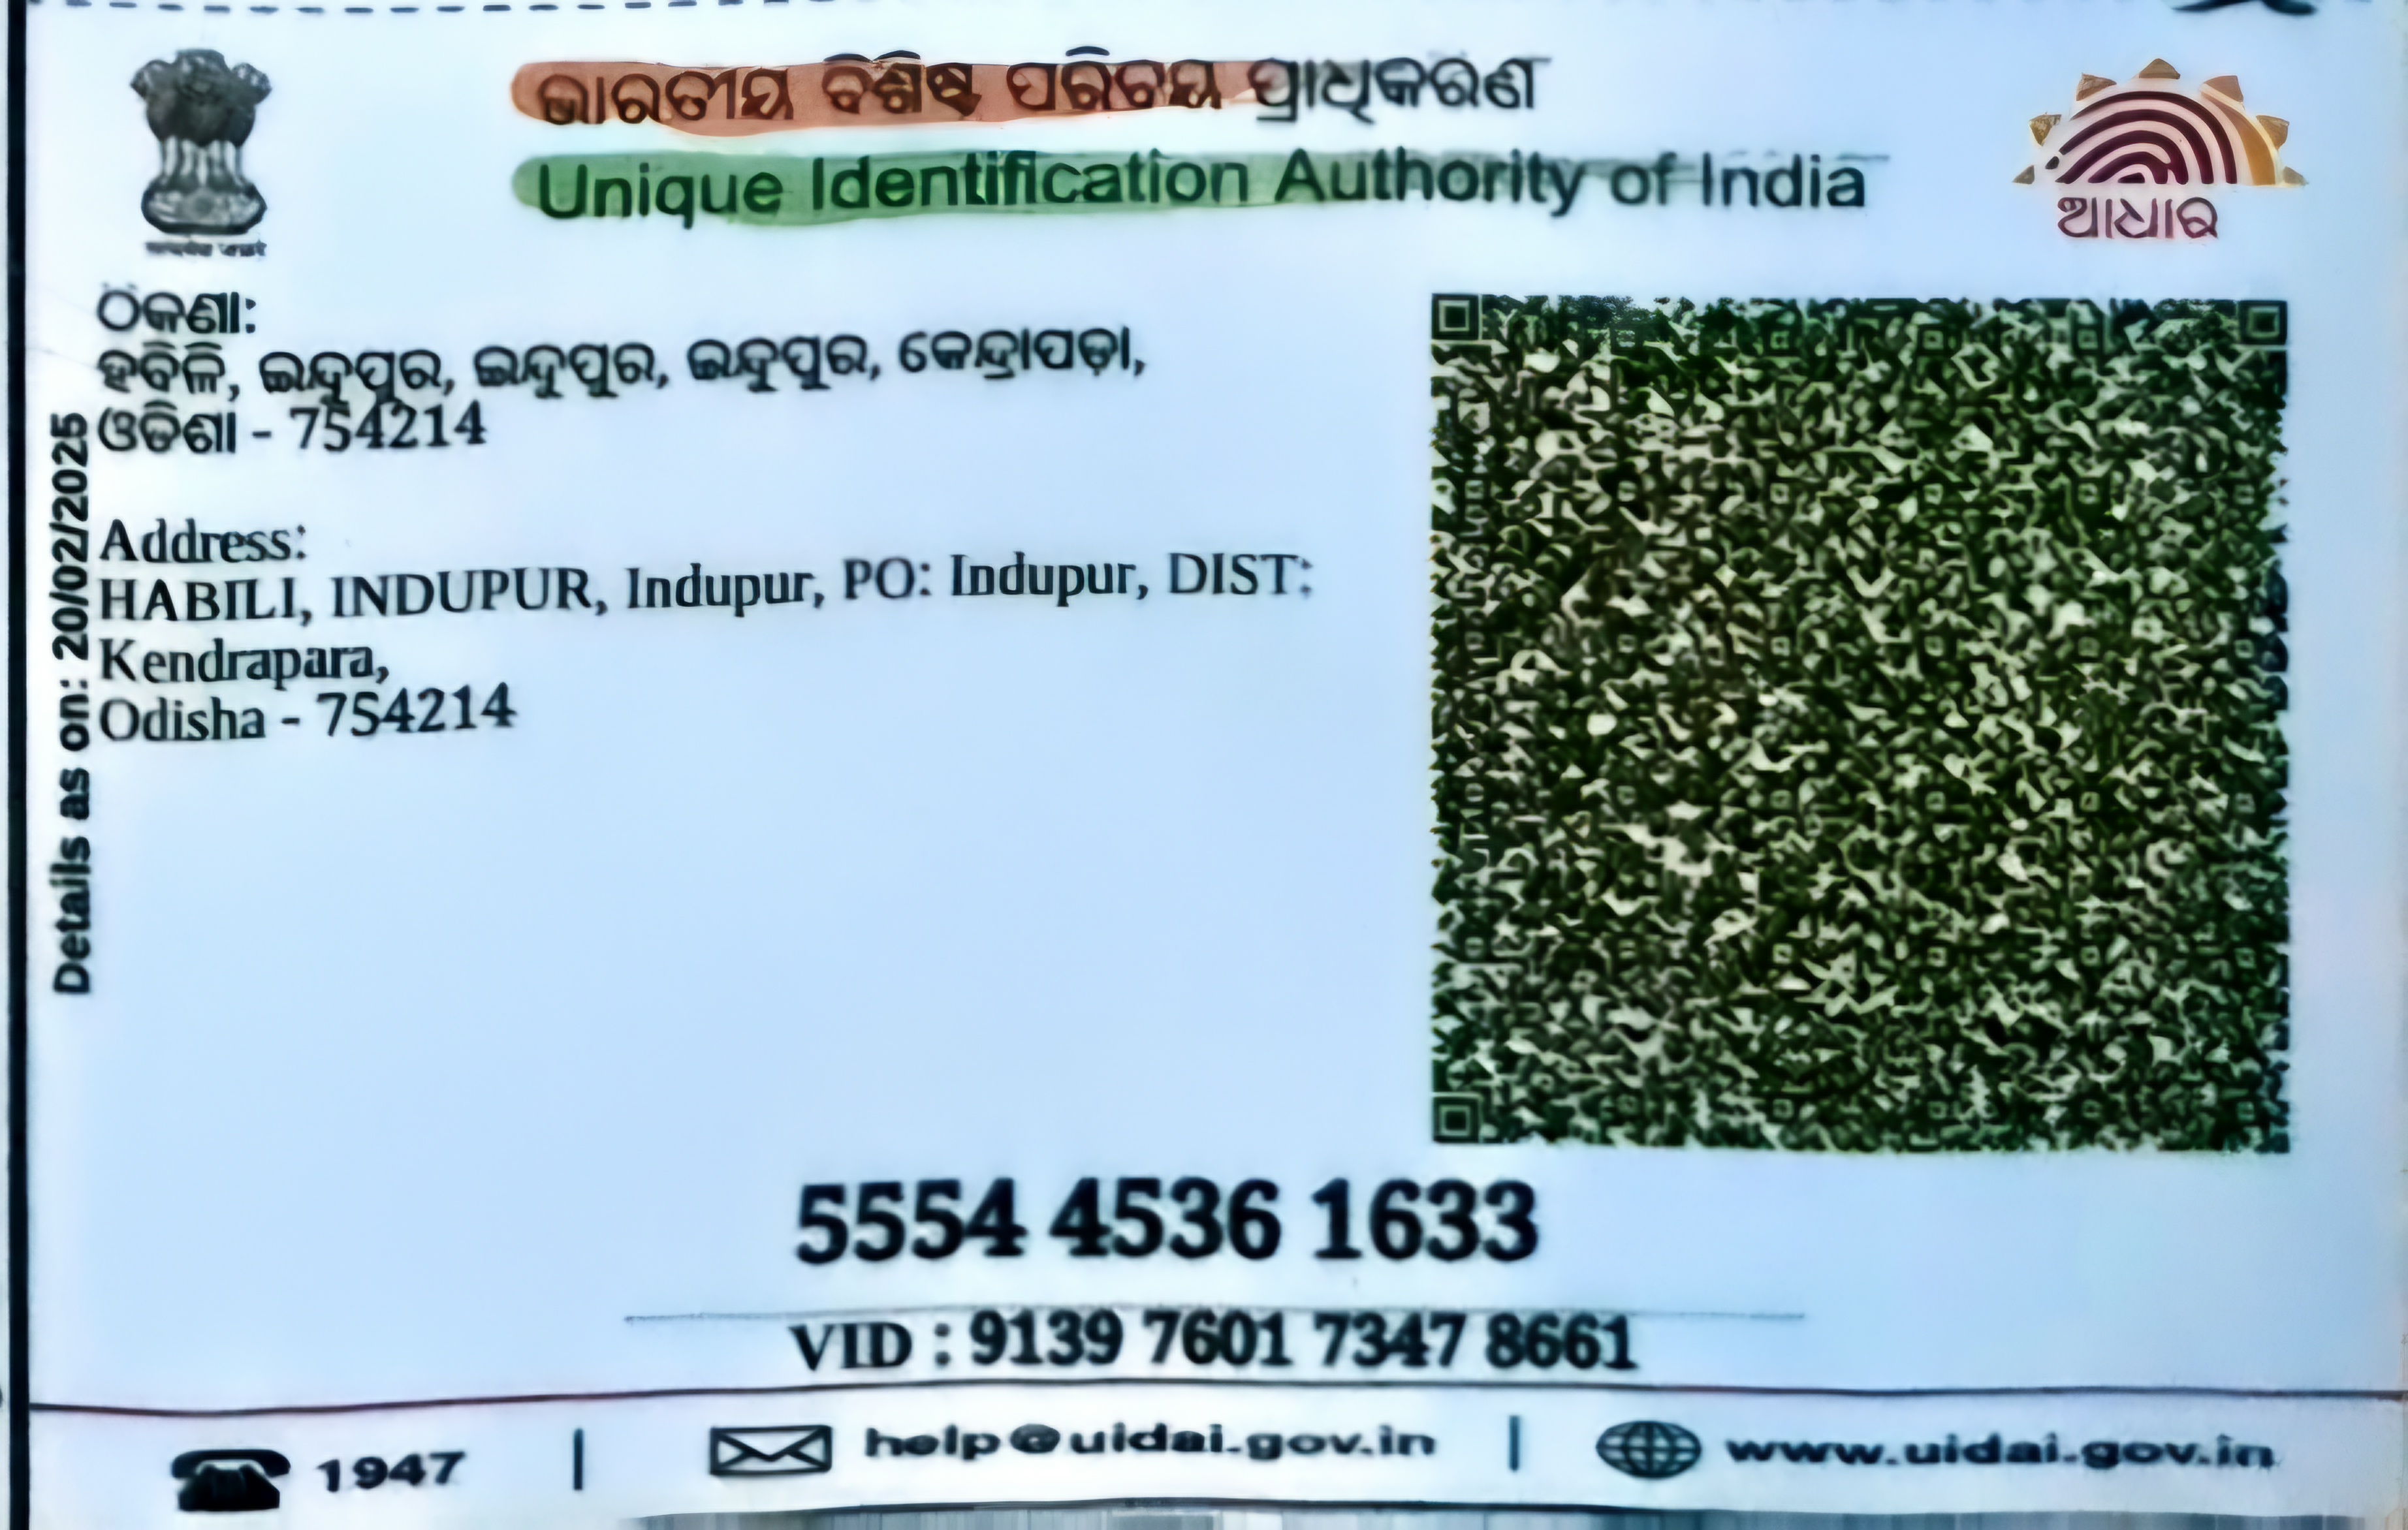 ଭାରତୀୟ ବିଶିଷ୍ଟ ପରିଚୟ ପ୍ରାଧିକରଣ
Unique Identification Authority of India
ଆଧାର
ଠିକଣା:
ହବିଳି, ଇନ୍ଦୁପୁର, ଇନ୍ଦୁପୁର, ଇନ୍ଦୁପୁର, କେନ୍ଦ୍ରାପଡ଼ା,
ଓଡିଶା - 754214
Address:
HABILI, INDUPUR, Indupur, PO: Indupur, DIST:
Kendrapara,
Odisha - 754214
Details as on: 20/02/2025
5554 4536 1633
VID : 9139 7601 7347 8661
1947 | help@uidai.gov.in | www.uidai.gov.in